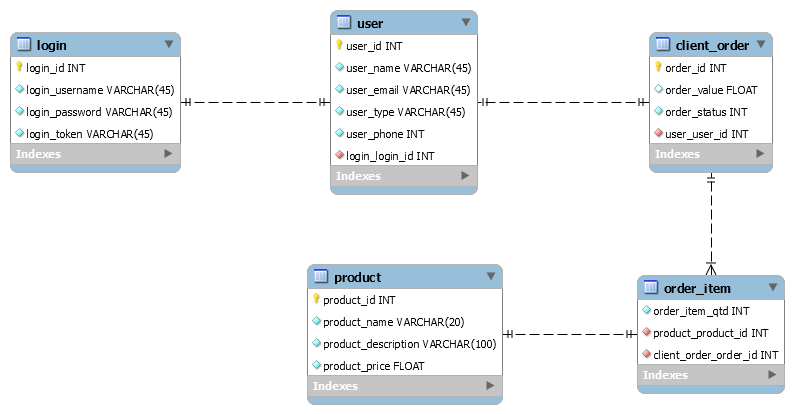 login
login_id INT
login_username VARCHAR(45)
login_password VARCHAR(45)
login_token VARCHAR(45)
Indexes
user
user_id INT
user_name VARCHAR(45)
user_email VARCHAR(45)
user_type VARCHAR(45)
user_phone INT
login_login_id INT
Indexes
client_order
order_id INT
order_value FLOAT
order_status INT
user_user_id INT
Indexes
product
product_id INT
product_name VARCHAR(20)
product_description VARCHAR(100)
product_price FLOAT
Indexes
order_item
order_item_qtd INT
product_product_id INT
client_order_order_id INT
Indexes